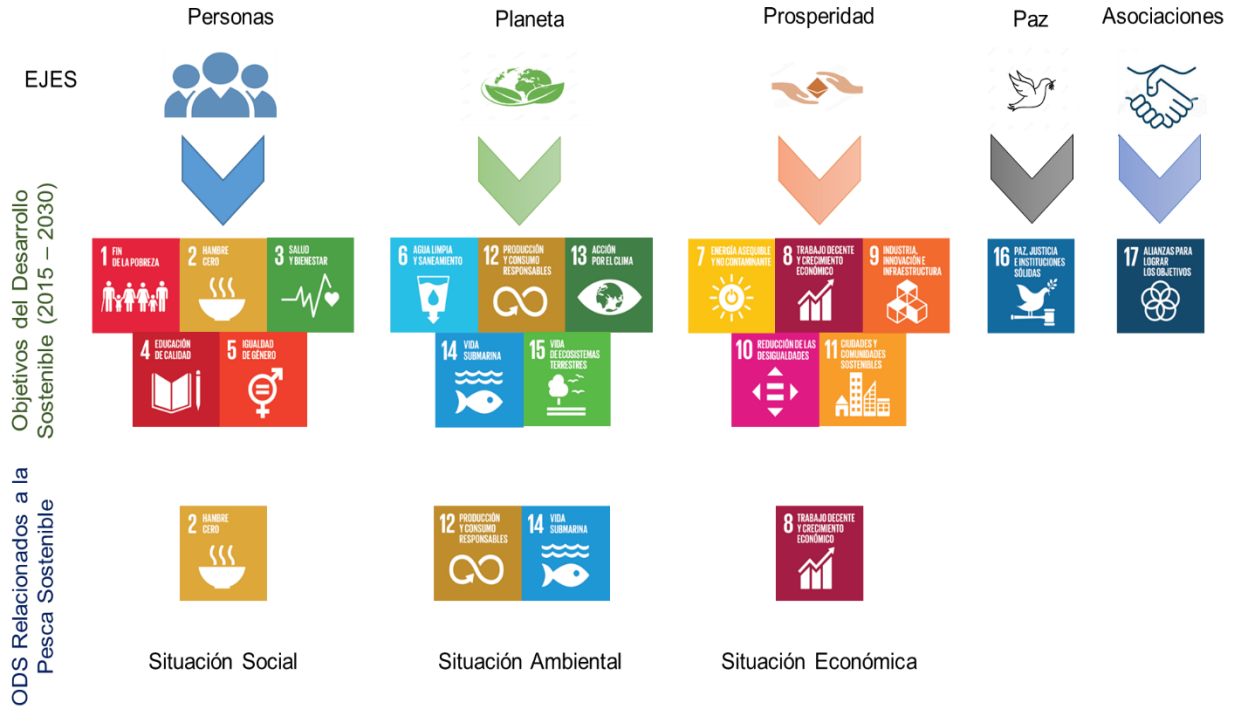 Personas
Planeta
Prosperidad
Paz
Asociaciones
EJES
Objetivos del Desarrollo
Sostenible (2015 – 2030)
1 FIN
DE LA POBREZA
2 HAMBRE
CERO
3 SALUD
Y BIENESTAR
4 EDUCACIÓN
DE CALIDAD
5 IGUALDAD
DE GÉNERO
6 AGUA LIMPIA
Y SANEAMIENTO
12 PRODUCCIÓN
Y CONSUMO
RESPONSABLES
13 ACCIÓN
POR EL CLIMA
14 VIDA
SUBMARINA
15 VIDA
DE ECOSISTEMAS
TERRESTRES
7 ENERGÍA ASEQUIBLE
Y NO CONTAMINANTE
8 TRABAJO DECENTE
Y CRECIMIENTO
ECONÓMICO
9 INDUSTRIA,
INNOVACIÓN E
INFRAESTRUCTURA
10 REDUCCIÓN DE LAS
DESIGUALDADES
11 CIUDADES Y
COMUNIDADES
SOSTENIBLES
16 PAZ, JUSTICIA
E INSTITUCIONES
SÓLIDAS
17 ALIANZAS PARA
LOGRAR
LOS OBJETIVOS
ODS Relacionados a la
Pesca Sostenible
2 HAMBRE
CERO
12 PRODUCCIÓN
Y CONSUMO
RESPONSABLES
14 VIDA
SUBMARINA
8 TRABAJO DECENTE
Y CRECIMIENTO
ECONÓMICO
Situación Social
Situación Ambiental
Situación Económica